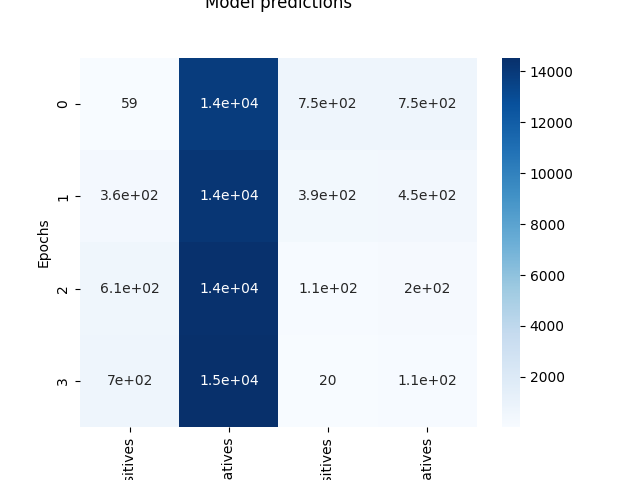 Model predictions
0 59 1.4e+04 7.5e+02 7.5e+02
1 3.6e+02 1.4e+04 3.9e+02 4.5e+02
2 6.1e+02 1.4e+04 1.1e+02 2e+02
3 7e+02 1.5e+04 20 1.1e+02
Epochs
sitives
atives
sitives
atives
14000
12000
10000
8000
6000
4000
2000